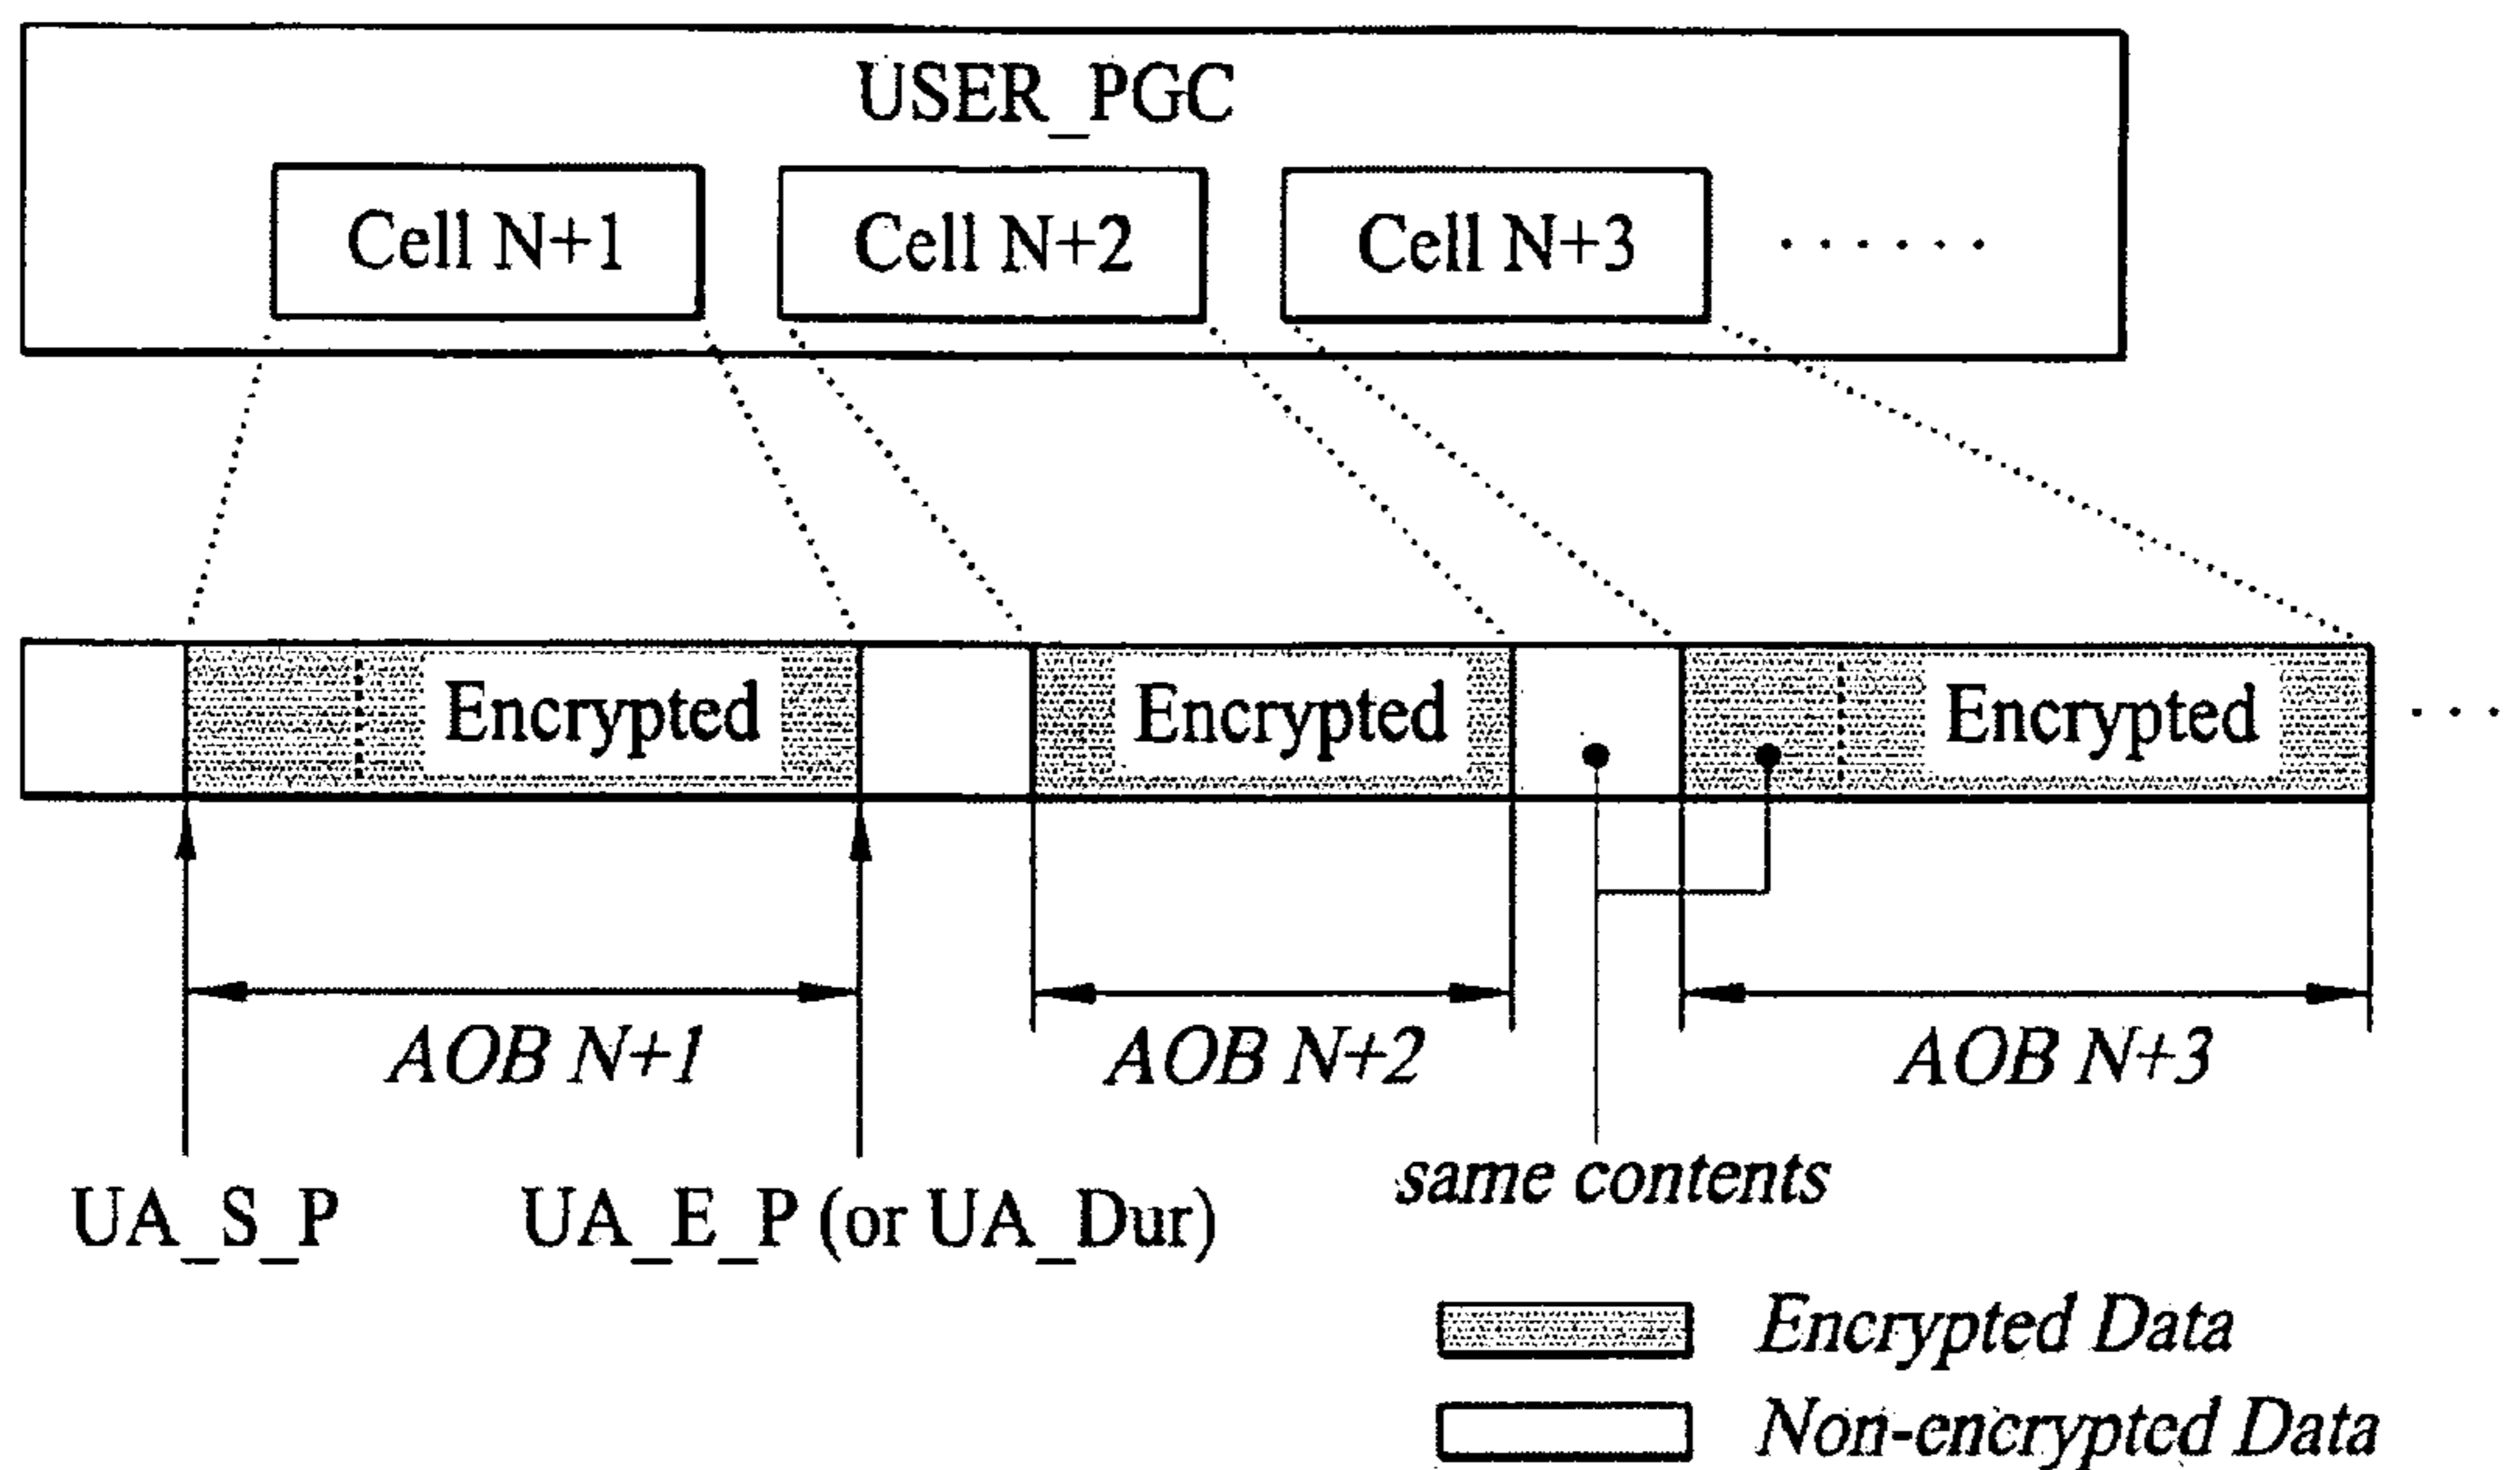 USER_PGC
Cell N+1 Cell N+2 Cell N+3 ......
Encrypted Encrypted Encrypted ...
AOB N+1 AOB N+2 AOB N+3
same contents
UA_S_P UA_E_P (or UA_Dur)
Encrypted Data
Non-encrypted Data